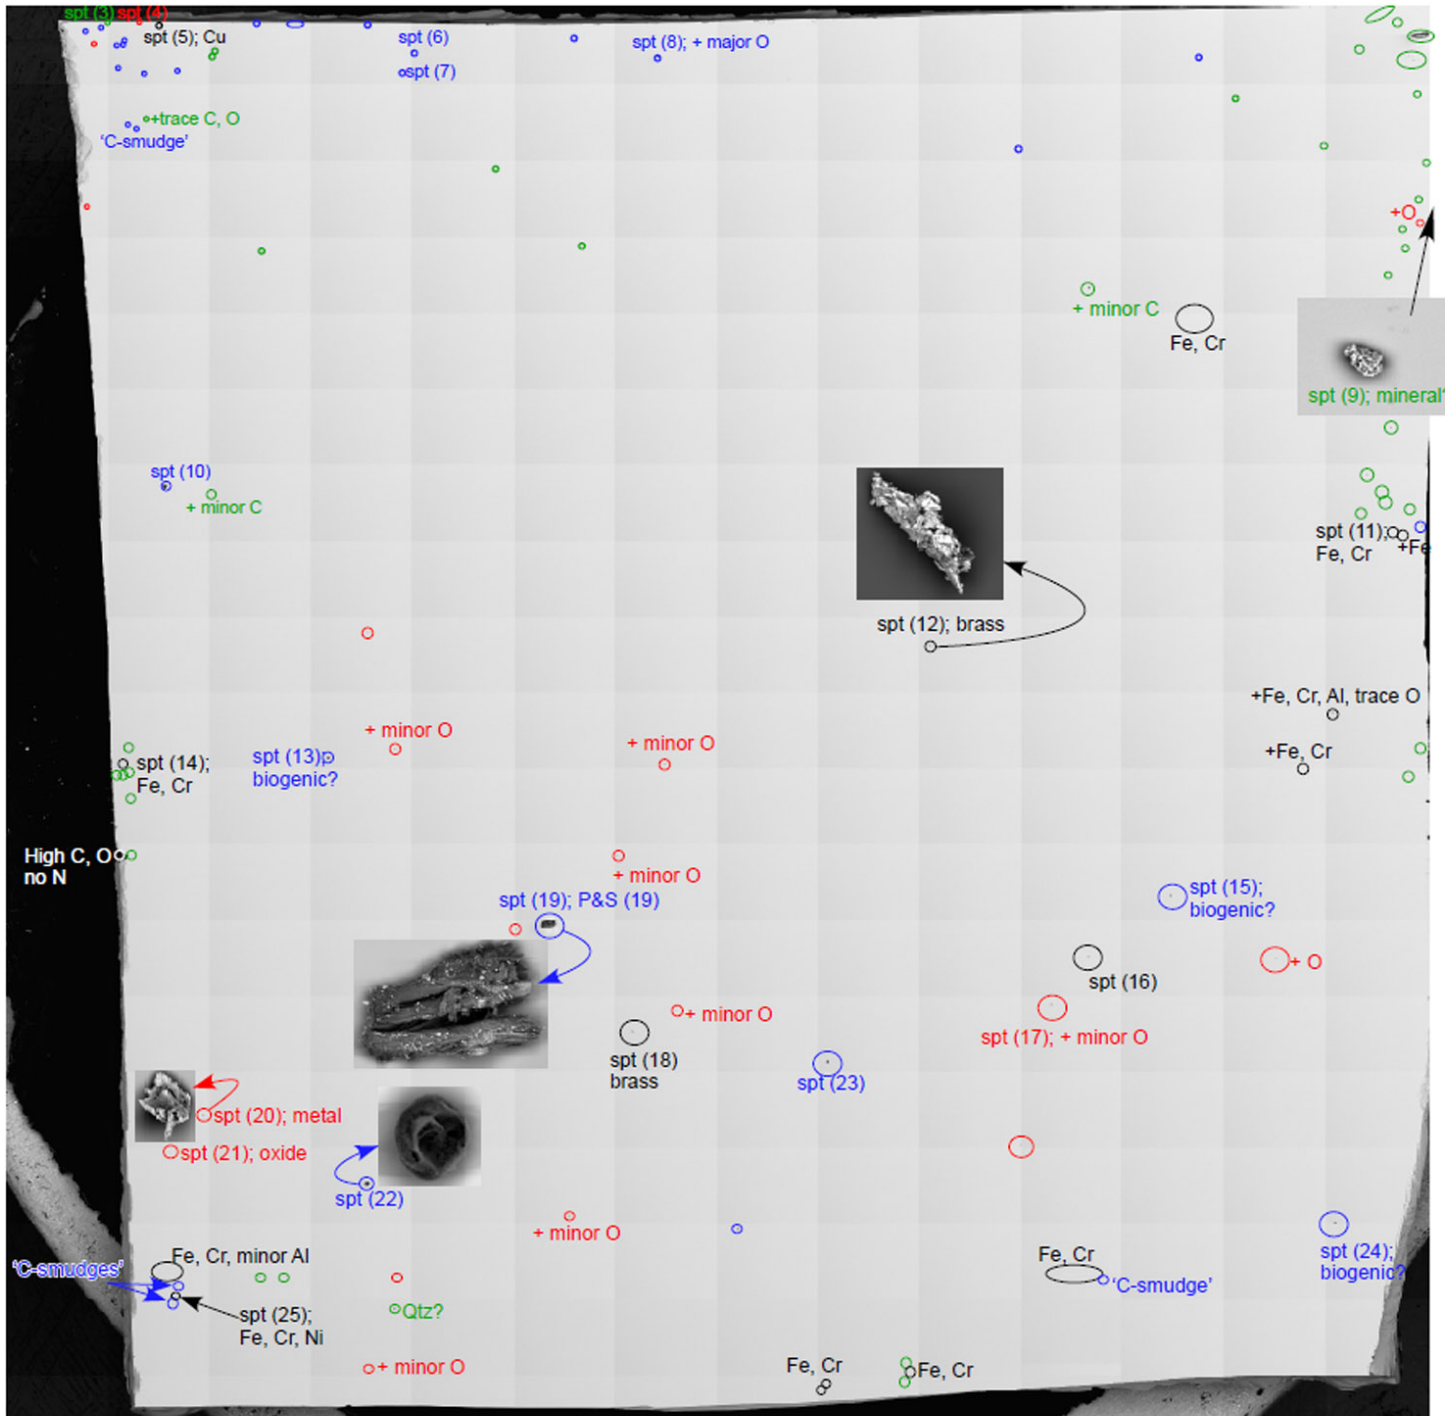 spt (3) spt (4)
spt (5); Cu
spt (6)
spt (8); + major O
spt (7)
+trace C, O
‘C-smudge’
+O
+ minor C
Fe, Cr
spt (9); mineral?
spt (10)
+ minor C
spt (11);
Fe, Cr
+Fe
spt (12); brass
+Fe, Cr, Al, trace O
+ minor O
+ minor O
+Fe, Cr
spt (13);
biogenic?
spt (14);
Fe, Cr
High C, O
no N
+ minor O
spt (15);
biogenic?
spt (19); P&S (19)
+ O
spt (16)
+ minor O
spt (17); + minor O
spt (18)
brass
spt (23)
spt (20); metal
spt (21); oxide
spt (22)
+ minor O
Fe, Cr, minor Al
Fe, Cr
spt (24);
biogenic?
‘C-smudges’
‘C-smudge’
spt (25);
Fe, Cr, Ni
Qtz?
+ minor O
Fe, Cr
Fe, Cr